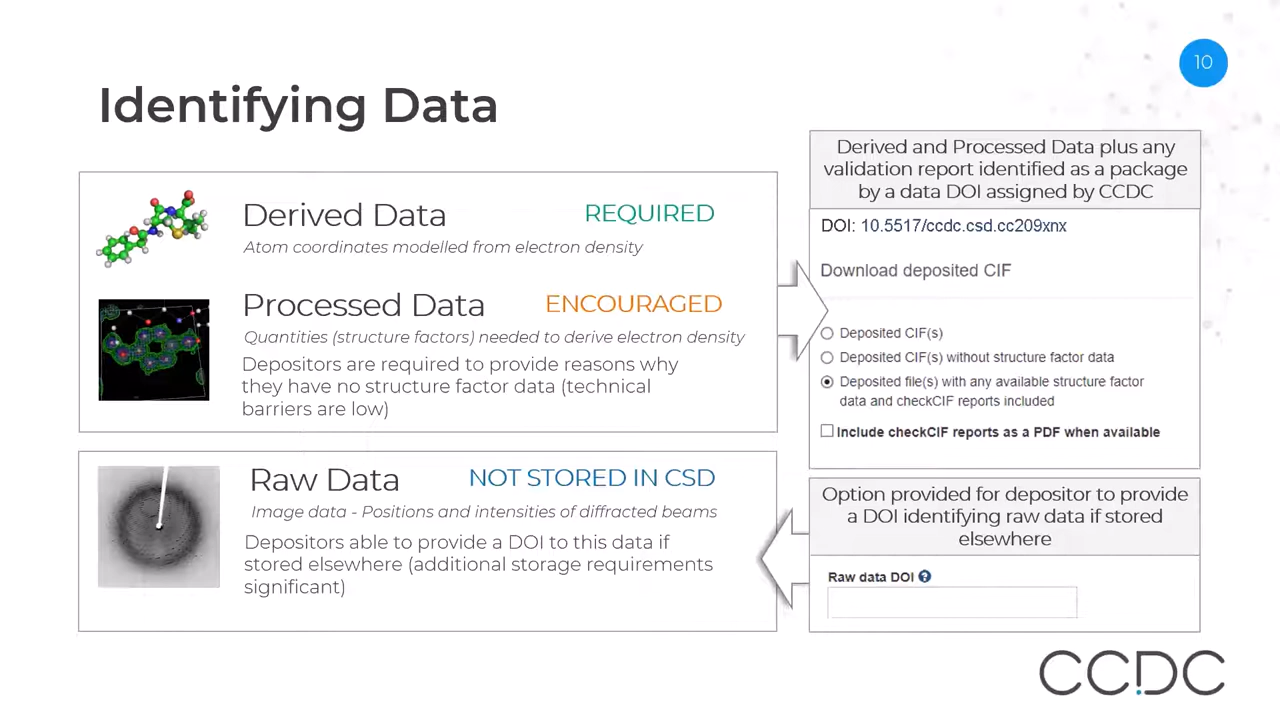 10
Identifying Data
Derived Data
REQUIRED
Atom coordinates modelled from electron density
Processed Data
ENCOURAGED
Quantities (structure factors) needed to derive electron density
Depositors are required to provide reasons why
they have no structure factor data (technical
barriers are low)
Derived and Processed Data plus any
validation report identified as a package
by a data DOI assigned by CCDC
DOI: 10.5517/ccdc.csd.cc209xnx
Download deposited CIF
Deposited CIF(s)
Deposited CIF(s) without structure factor data
Deposited file(s) with any available structure factor
data and checkCIF reports included
Include checkCIF reports as a PDF when available
Raw Data
NOT STORED IN CSD
Image data - Positions and intensities of diffracted beams
Depositors able to provide a DOI to this data if
stored elsewhere (additional storage requirements
significant)
Option provided for depositor to provide
a DOI identifying raw data if stored
elsewhere
Raw data DOI ?
CCDC